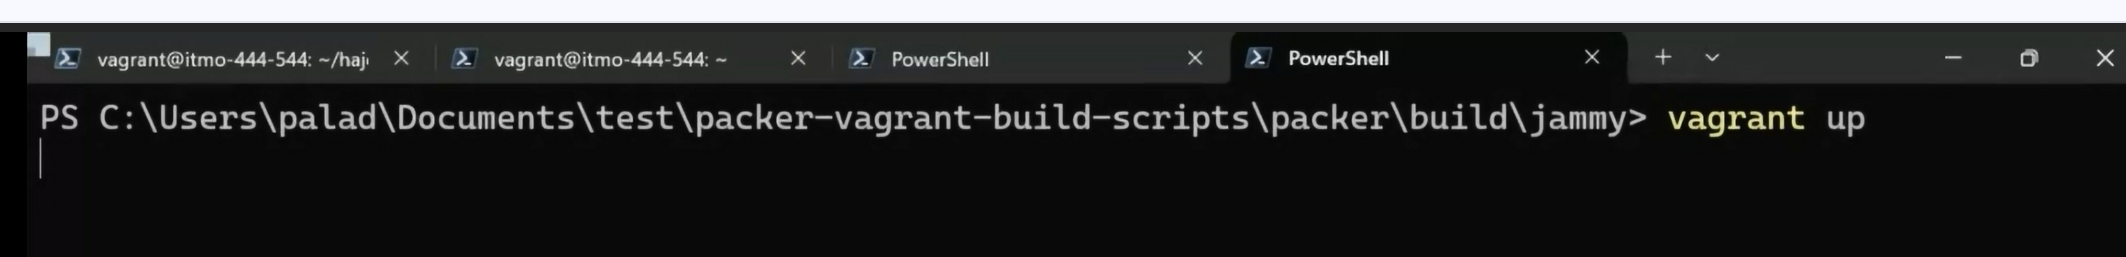 vagrant@itmo-444-544: ~/haj
vagrant@itmo-444-544: ~
PowerShell
PowerShell
PS C:\Users\palad\Documents\test\packer-vagrant-build-scripts\packer\build\jammy> vagrant up